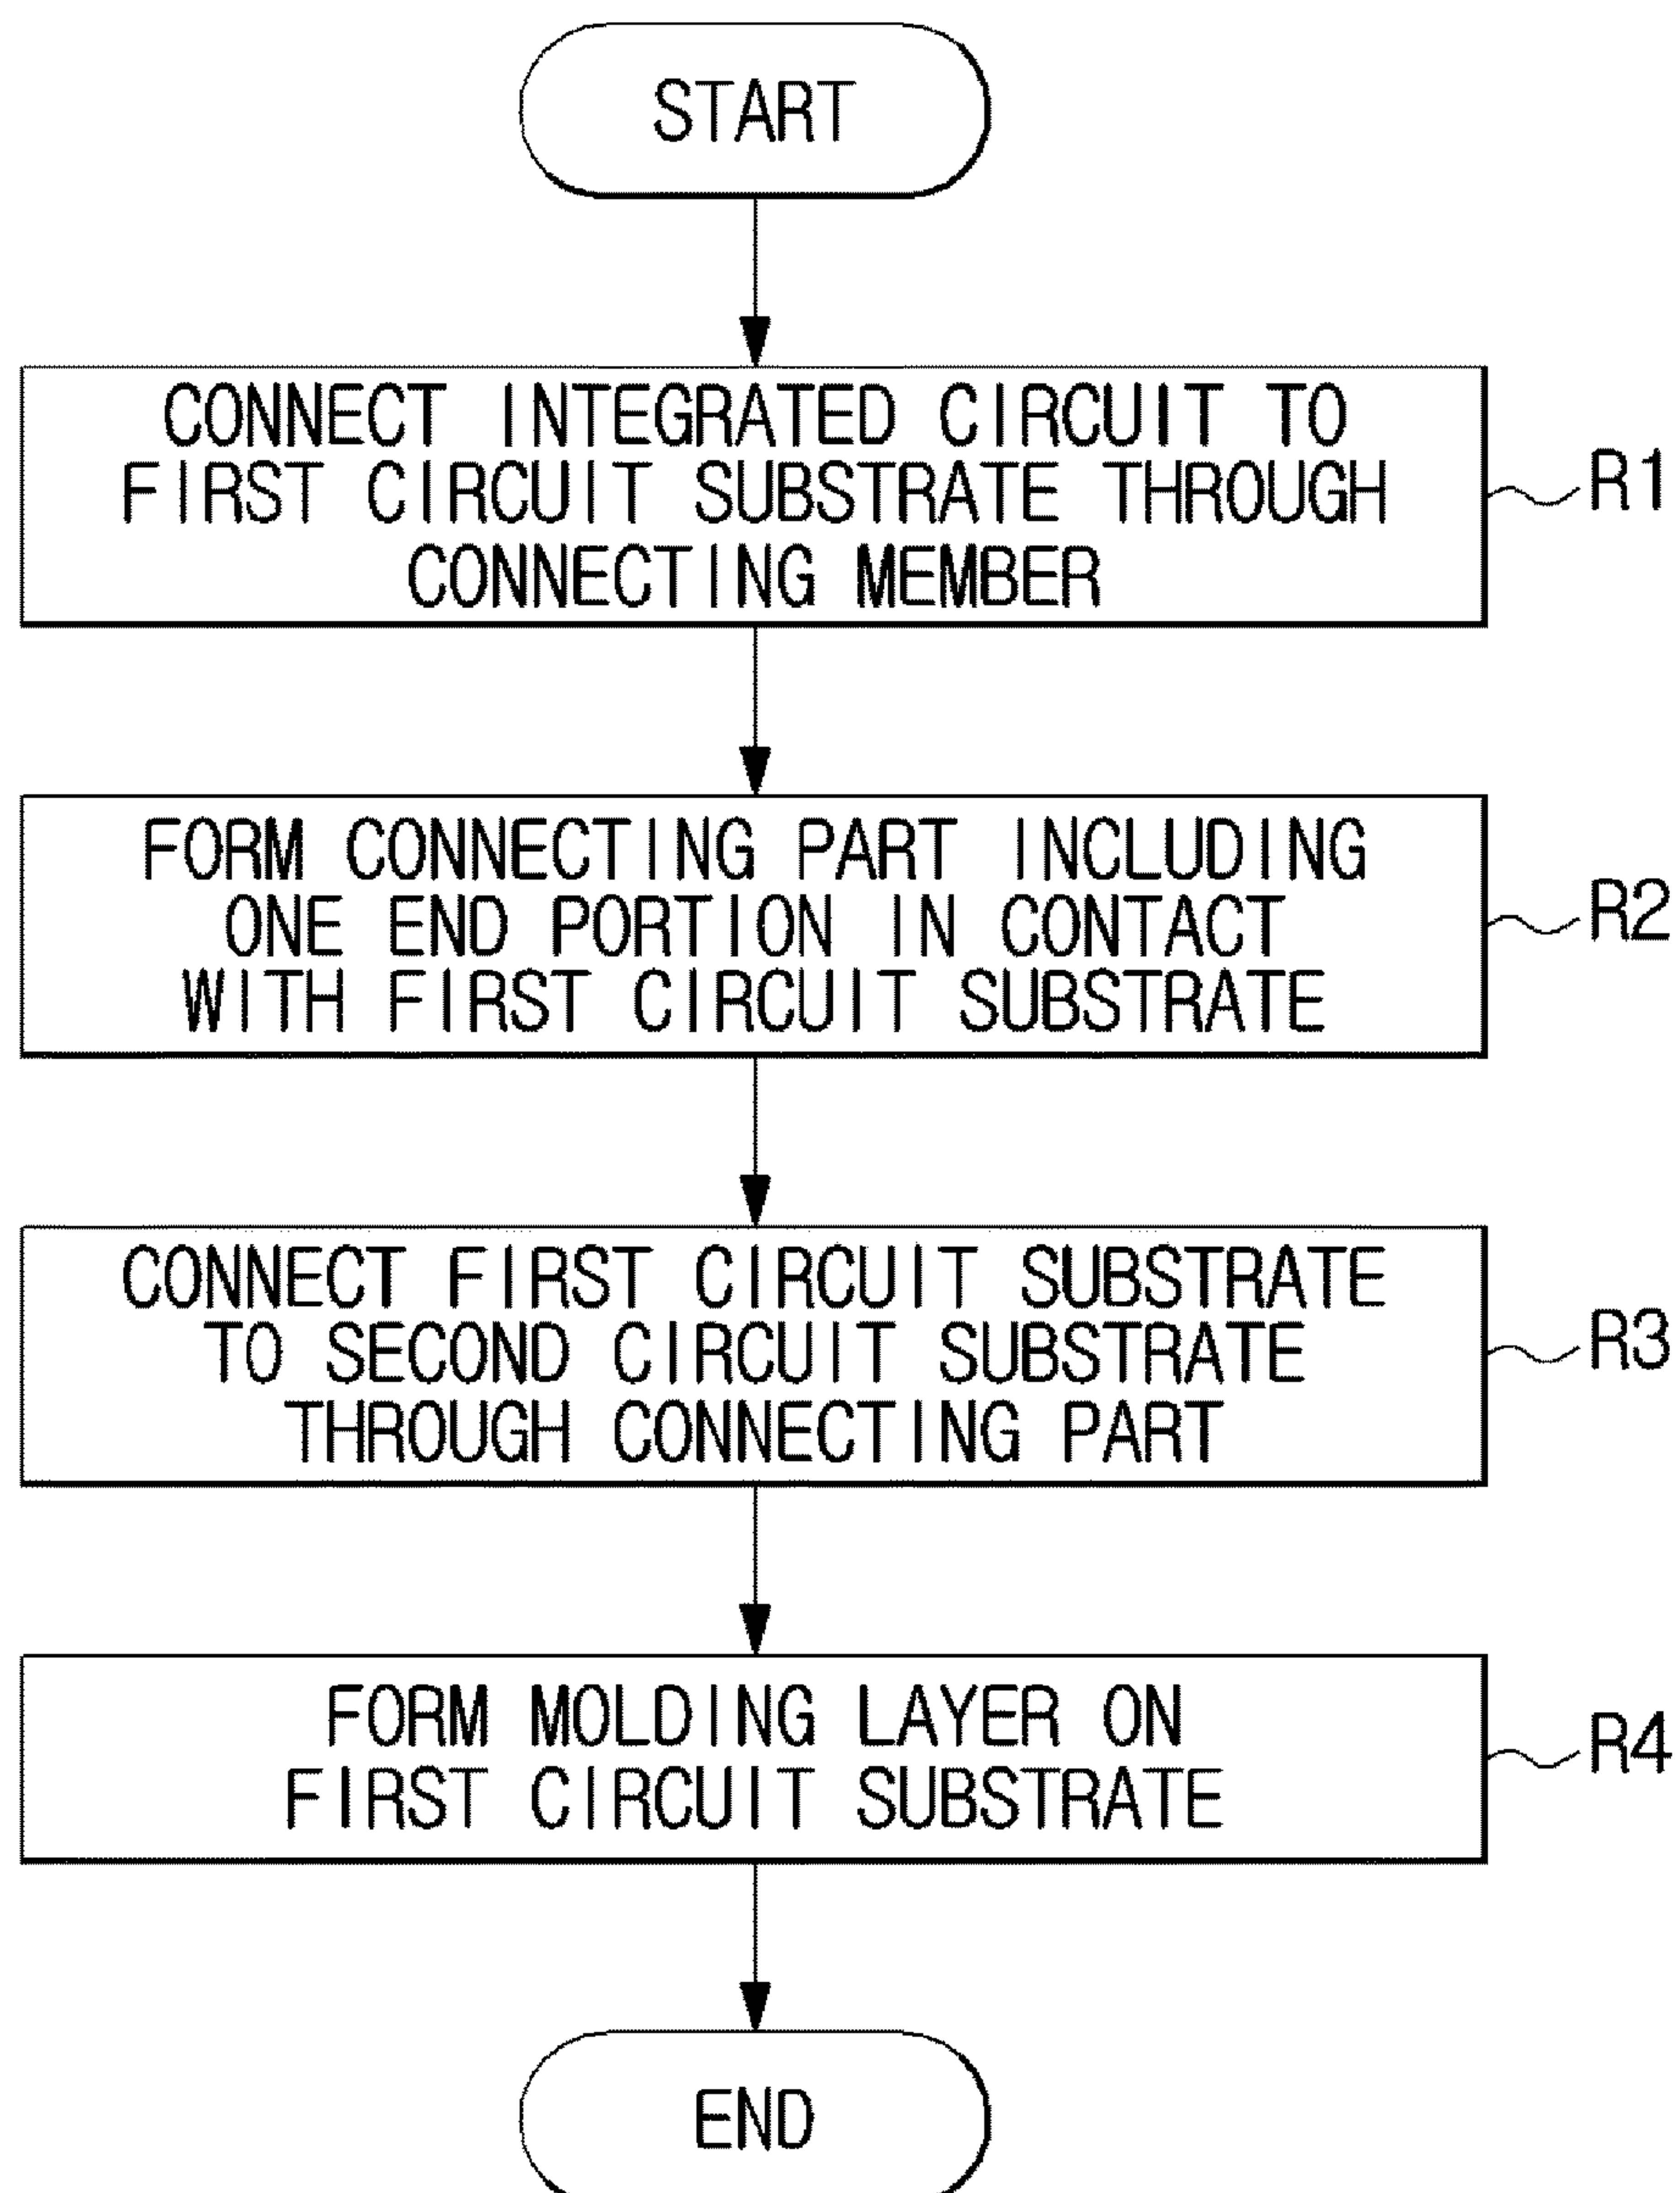 START
CONNECT INTEGRATED CIRCUIT TO
FIRST CIRCUIT SUBSTRATE THROUGH
CONNECTING MEMBER
R1
FORM CONNECTING PART INCLUDING
ONE END PORTION IN CONTACT
WITH FIRST CIRCUIT SUBSTRATE
R2
CONNECT FIRST CIRCUIT SUBSTRATE
TO SECOND CIRCUIT SUBSTRATE
THROUGH CONNECTING PART
R3
FORM MOLDING LAYER ON
FIRST CIRCUIT SUBSTRATE
R4
END